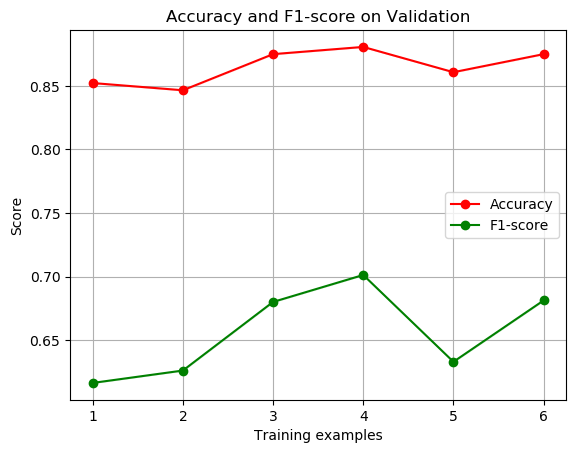 Accuracy and F1-score on Validation
0.85
0.80
0.75
0.70
0.65
Score
Accuracy
F1-score
1 2 3 4 5 6
Training examples